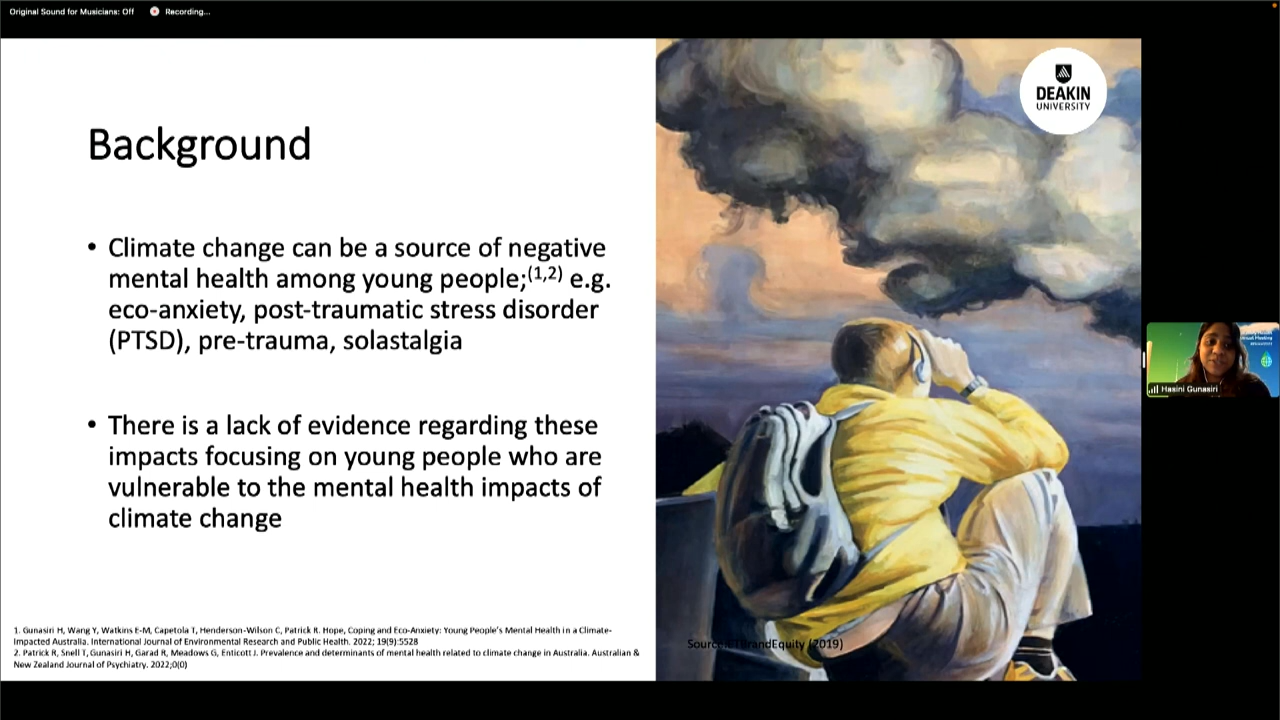 Original Sound for Musicians: Off
Recording...
DEAKIN
UNIVERSITY
Background
• Climate change can be a source of negative
mental health among young people;(1,2) e.g.
eco-anxiety, post-traumatic stress disorder
(PTSD), pre-trauma, solastalgia
• There is a lack of evidence regarding these
impacts focusing on young people who are
vulnerable to the mental health impacts of
climate change
Hasini Gunasiri
1. Gunasiri H, Wang Y, Watkins E-M, Capetola T, Henderson-Wilson C, Patrick R. Hope, Coping and Eco-Anxiety: Young People's Mental Health in a Climate-
Impacted Australia. International Journal of Environmental Research and Public Health. 2022; 19(9):5528
2. Patrick R, Snell T, Gunasiri H, Garad R, Meadows G, Enticott J. Prevalence and determinants of mental health related to climate change in Australia. Australian &
New Zealand Journal of Psychiatry. 2022;0(0)
Source: ETBrandEquity (2019)